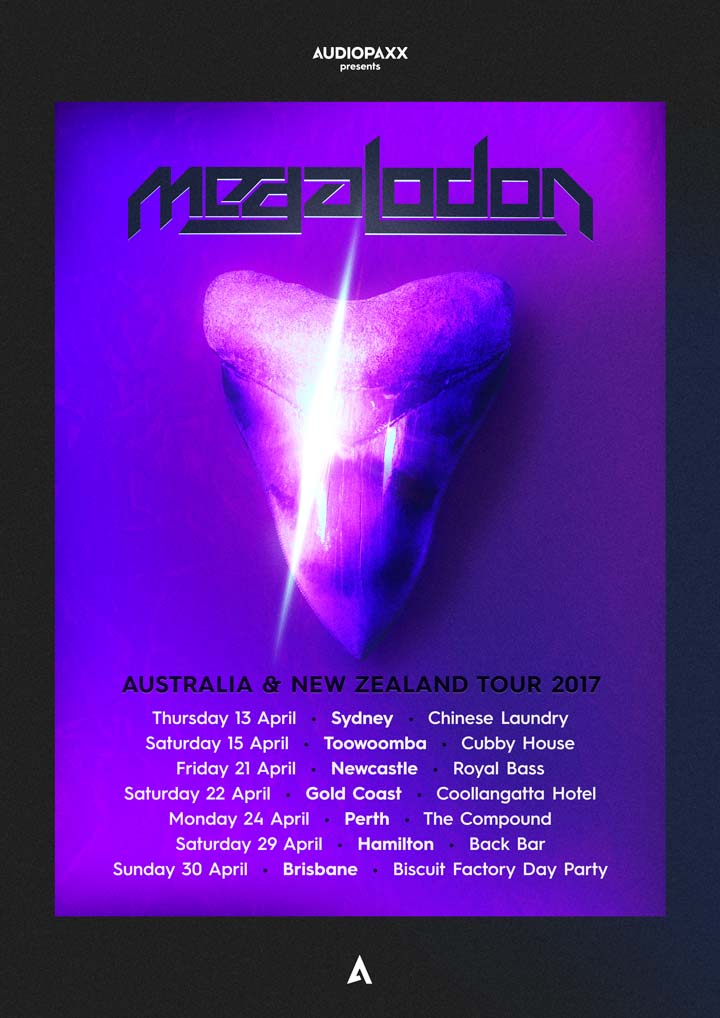 AUDIOPAXX
presents
megalodon
AUSTRALIA & NEW ZEALAND TOUR 2017
Thursday 13 April • Sydney • Chinese Laundry
Saturday 15 April • Toowoomba • Cubby House
Friday 21 April • Newcastle • Royal Bass
Saturday 22 April • Gold Coast • Coollangatta Hotel
Monday 24 April • Perth • The Compound
Saturday 29 April • Hamilton • Back Bar
Sunday 30 April • Brisbane • Biscuit Factory Day Party